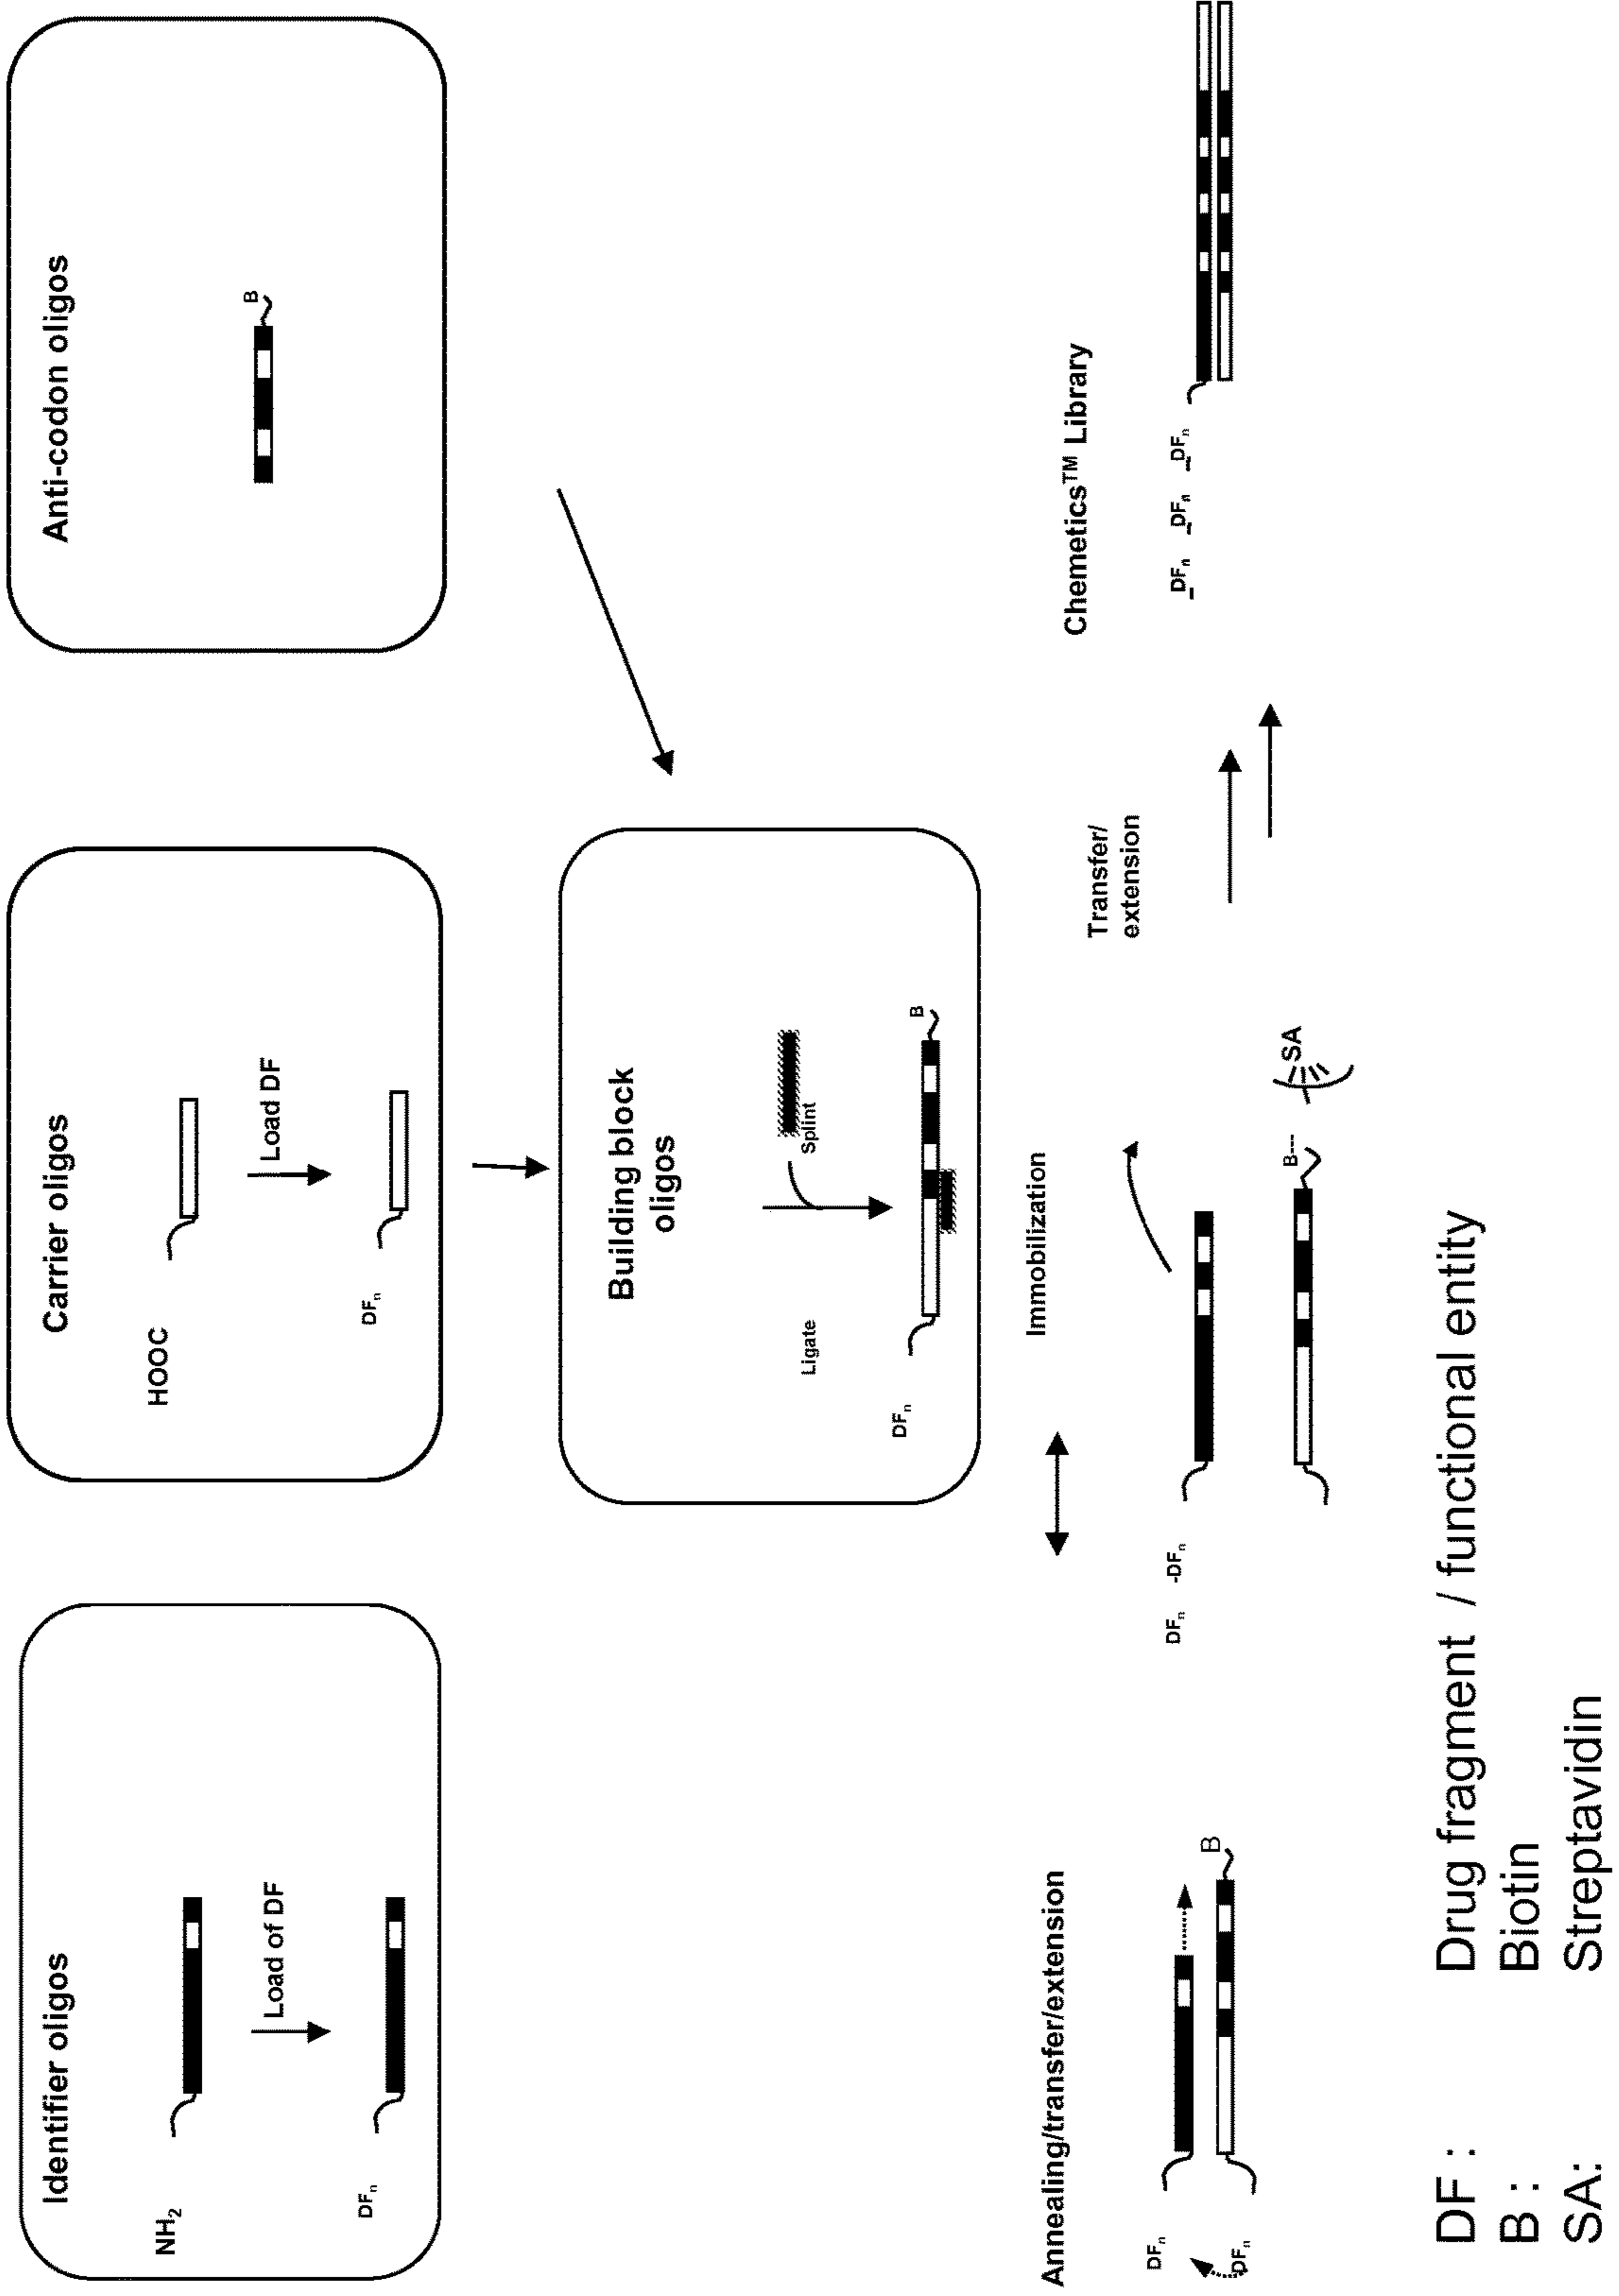 Identifier oligos
NH2
Load of DF
DFn
Carrier oligos
HOOC
Load DF
DFn
Anti-codon oligos
B
Building block
oligos
Ligate
Splint
DFn
B
Annealing/transfer/extension
DFn
DFn
B
Immobilization
DFn -DFn
B---
SA
Transfer/
extension
Chemetics™ Library
DFn DFn DFn
DF : Drug fragment / functional entity
B : Biotin
SA: Streptavidin